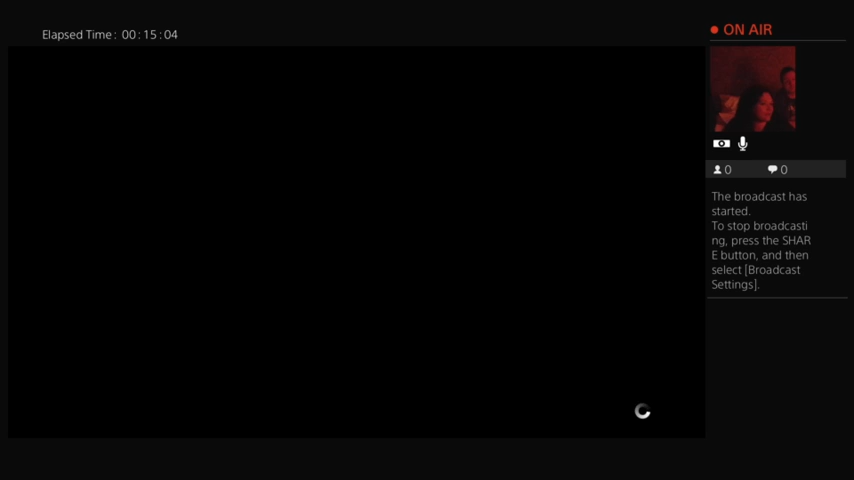 Elapsed Time : 00:15:04
ON AIR
0 0
The broadcast has
started.
To stop broadcasti
ng, press the SHAR
E button, and then
select [Broadcast
Settings].